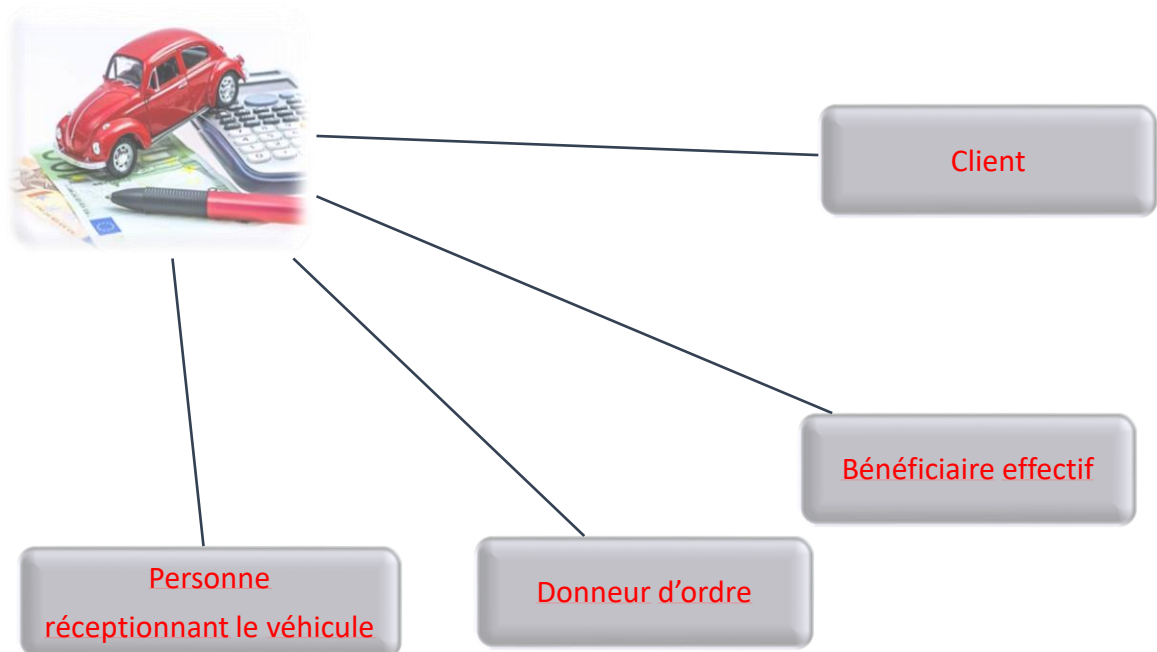 Client
Bénéficiaire effectif
Personne
réceptionnant le véhicule
Donneur d’ordre